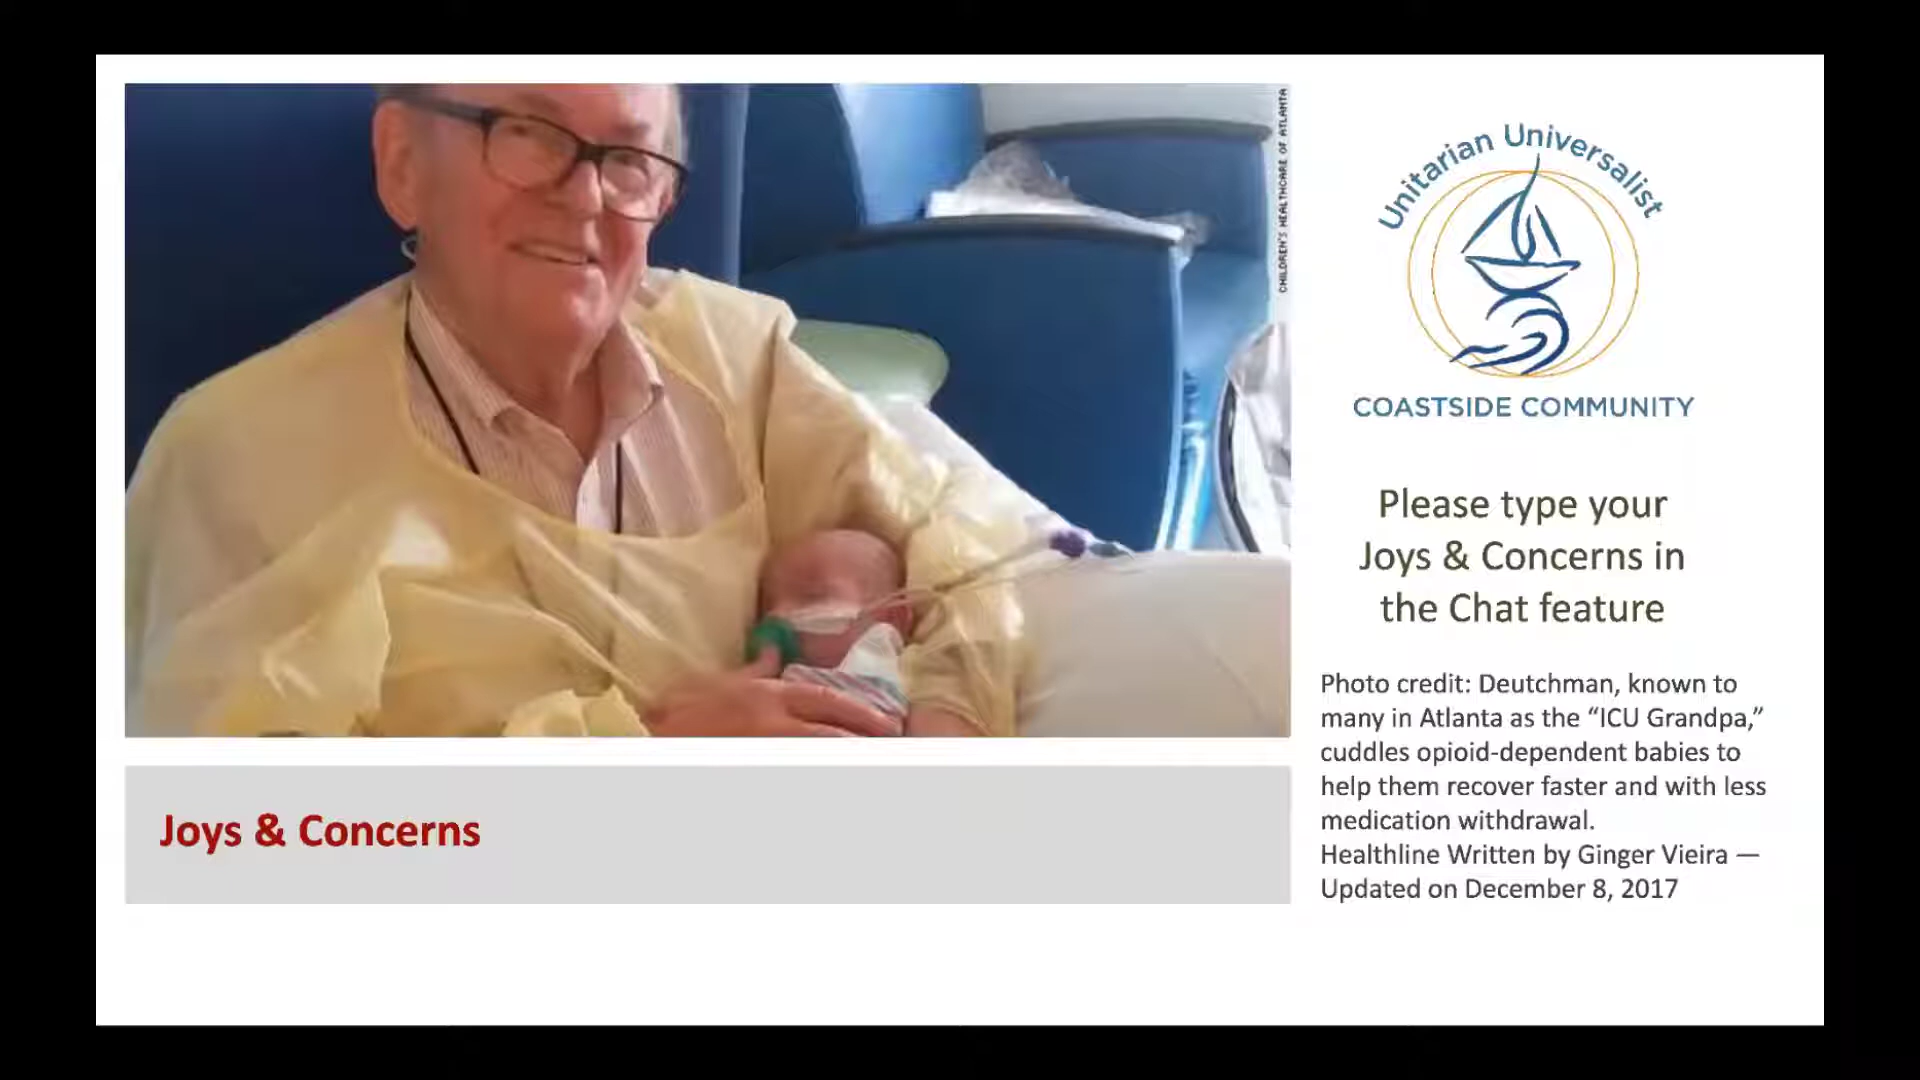 CHILDREN'S HEALTHCARE OF ATLANTA
Unitarian Universalist
COASTSIDE COMMUNITY
Please type your
Joys & Concerns in
the Chat feature
Photo credit: Deutchman, known to
many in Atlanta as the “ICU Grandpa,”
cuddles opioid-dependent babies to
help them recover faster and with less
medication withdrawal.
Healthline Written by Ginger Vieira —
Updated on December 8, 2017
Joys & Concerns